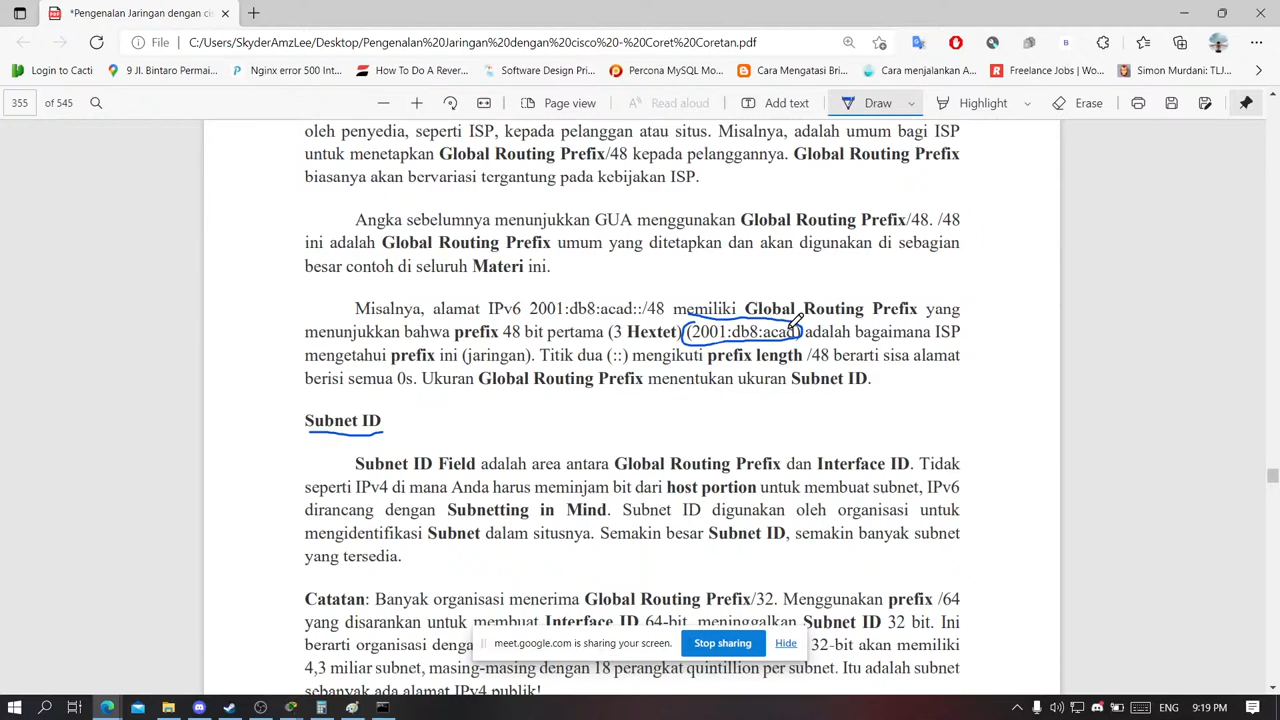 *Pengenalan Jaringan dengan cis
File
C:/Users/SkyderAmzLee/Desktop/Pengenalan%20Jaringan%20dengan%20cisco%20-%20Coret%20Coretan.pdf
Login to Cacti
9 Jl. Bintaro Permai...
Nginx error 500 Int...
How To Do A Rever...
Software Design Pri...
Percona MySQL Mo...
Cara Mengatasi Br...
Cara menjalankan A...
Freelance Jobs | Wo...
Simon Murdani: TLJ...
355 of 545
Page view
Read aloud
Add text
Draw
Highlight
Erase
oleh penyedia, seperti ISP, kepada pelanggan atau situs. Misalnya, adalah umum bagi ISP
untuk menetapkan Global Routing Prefix/48 kepada pelanggannya. Global Routing Prefix
biasanya akan bervariasi tergantung pada kebijakan ISP.
Angka sebelumnya menunjukkan GUA menggunakan Global Routing Prefix/48. /48
ini adalah Global Routing Prefix umum yang ditetapkan dan akan digunakan di sebagian
besar contoh di seluruh Materi ini.
Misalnya, alamat IPv6 2001:db8:acad::/48 memiliki Global Routing Prefix yang
menunjukkan bahwa prefix 48 bit pertama (3 Hextet) (2001:db8:acad) adalah bagaimana ISP
mengetahui prefix ini (jaringan). Titik dua (::) mengikuti prefix length /48 berarti sisa alamat
berisi semua 0s. Ukuran Global Routing Prefix menentukan ukuran Subnet ID.
Subnet ID
Subnet ID Field adalah area antara Global Routing Prefix dan Interface ID. Tidak
seperti IPv4 di mana Anda harus meminjam bit dari host portion untuk membuat subnet, IPv6
dirancang dengan Subnetting in Mind. Subnet ID digunakan oleh organisasi untuk
mengidentifikasi Subnet dalam situsnya. Semakin besar Subnet ID, semakin banyak subnet
yang tersedia.
Catatan: Banyak organisasi menerima Global Routing Prefix/32. Menggunakan prefix /64
yang disarankan untuk membuat Interface ID 64-bit, meninggalkan Subnet ID 32 bit. Ini
berarti organisasi deng 32-bit akan memiliki
4,3 miliar subnet, masing-masing dengan 18 perangkat quintillion per subnet. Itu adalah subnet
sebanyak ada alamat IPv4 publik!
meet.google.com is sharing your screen.
Stop sharing
Hide
ENG
9:19 PM